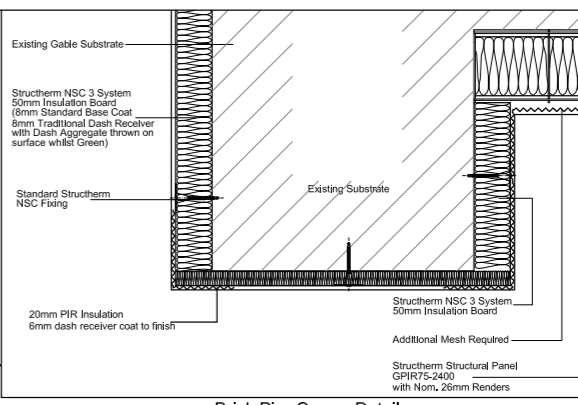 Existing Gable Substrate
Structherm NSC 3 System
50mm Insulation Board
(8mm Standard Base Coat
8mm Traditional Dash Receiver
with Dash Aggregate thrown on
surface whilst Green)
Standard Structherm
NSC Fixing
Existing Substrate
20mm PIR Insulation
6mm dash receiver coat to finish
Structherm NSC 3 System
50mm Insulation Board
Additional Mesh Required
Structherm Structural Panel
GPIR75-2400
with Nom. 26mm Renders